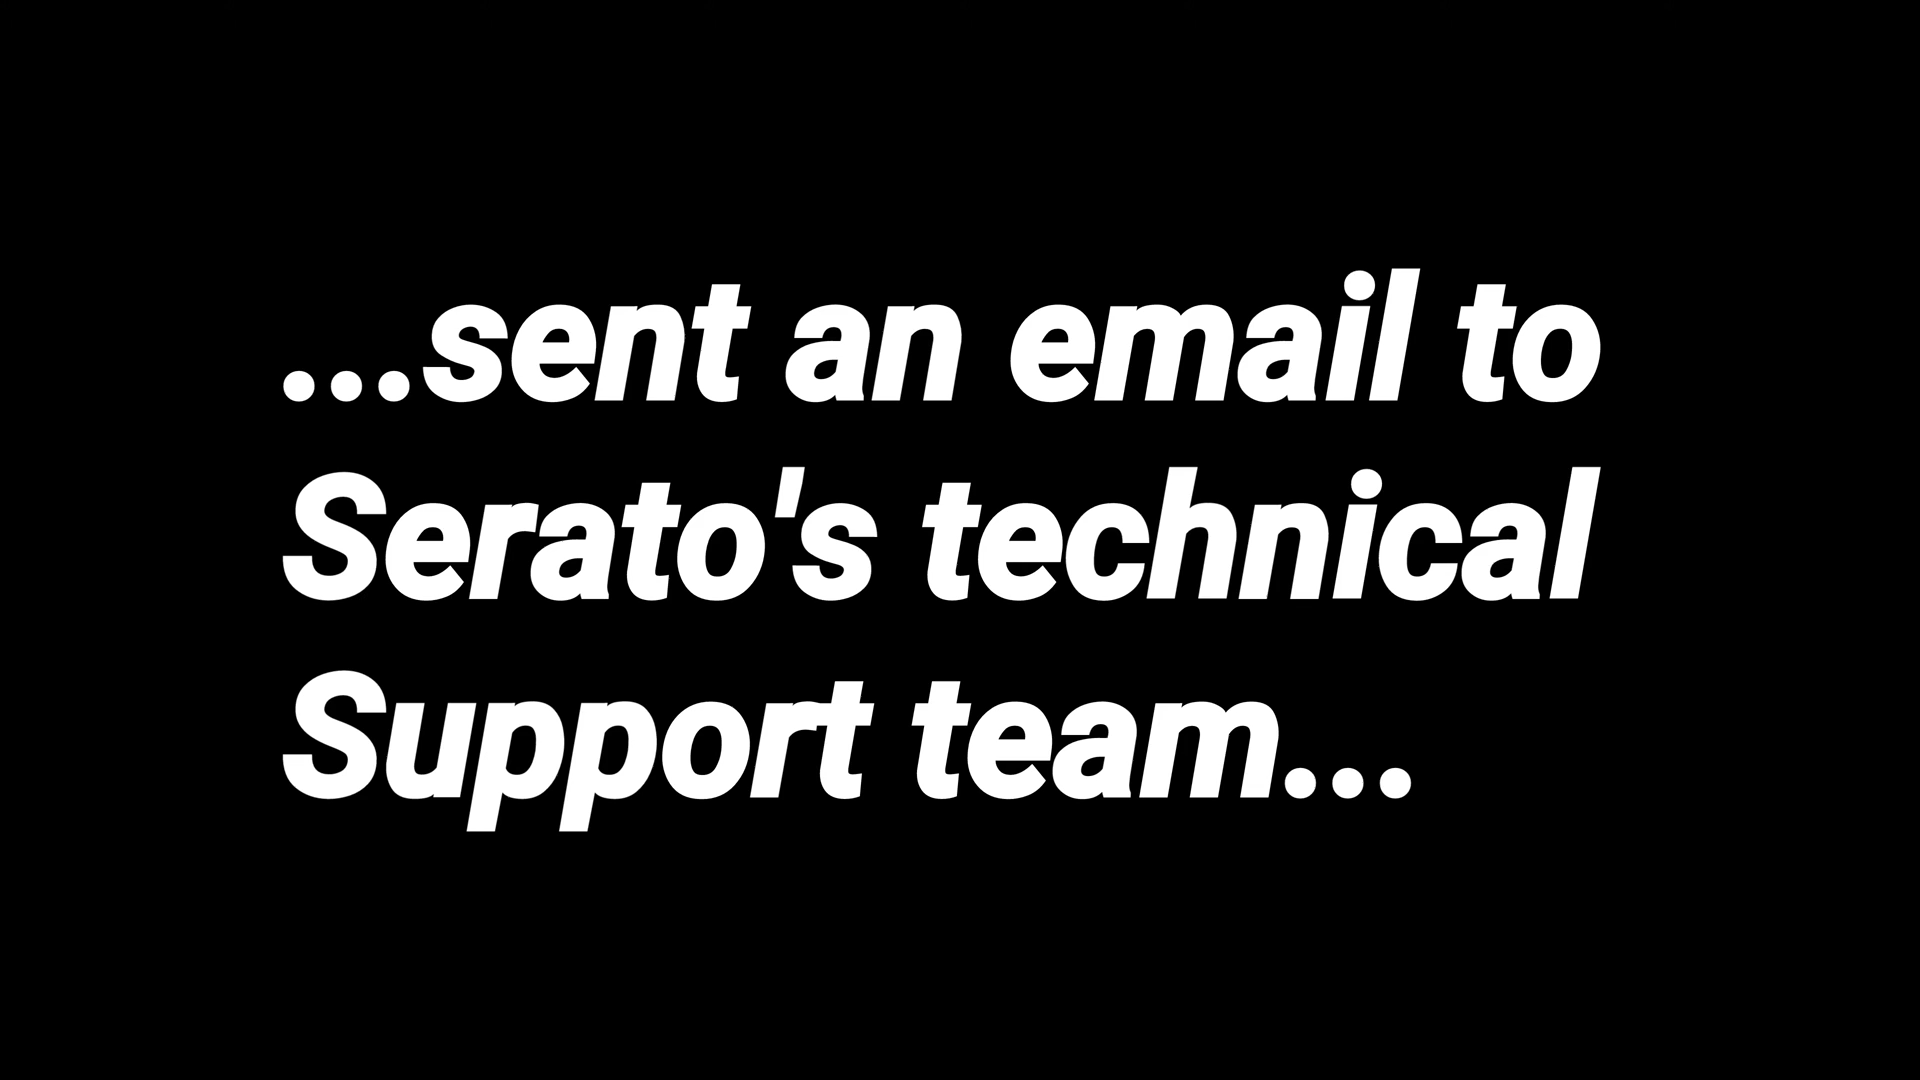 ...sent an email to
Serato's technical
Support team...